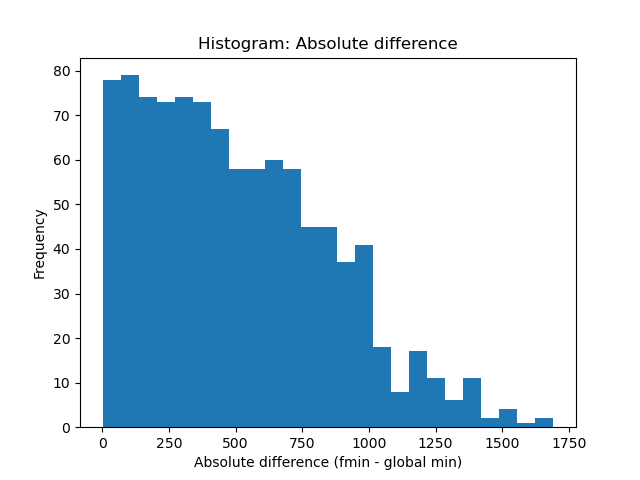 Histogram: Absolute difference
80
70
60
50
40
30
20
10
0
Frequency
0 250 500 750 1000 1250 1500 1750
Absolute difference (fmin - global min)